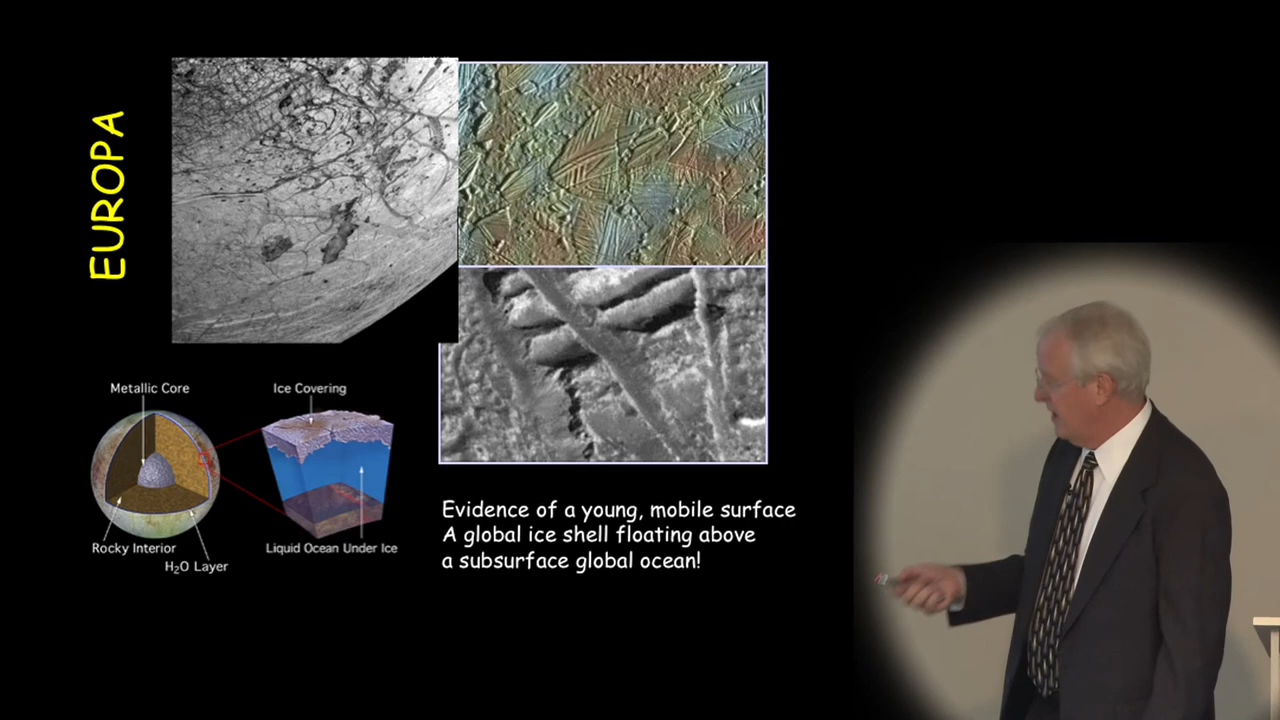 EUROPA
Metallic Core
Ice Covering
Rocky Interior
H₂O Layer
Liquid Ocean Under Ice
Evidence of a young, mobile surface
A global ice shell floating above
a subsurface global ocean!